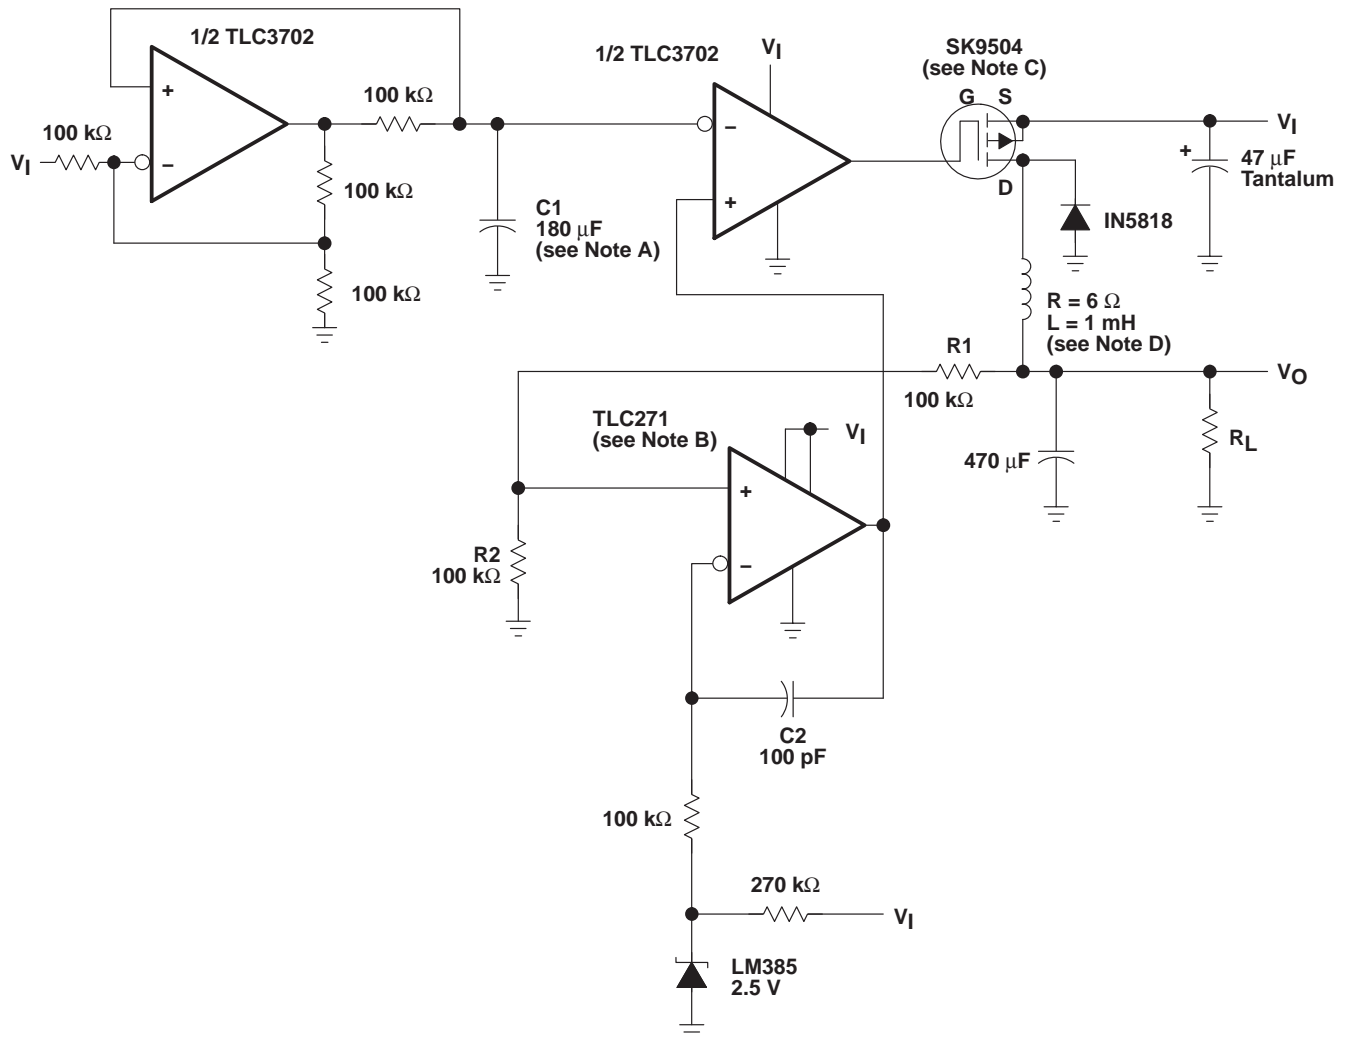 1/2 TLC3702
+
−
100 kΩ
VI
100 kΩ
100 kΩ
100 kΩ
C1
180 μF
(see Note A)
1/2 TLC3702
VI
−
+
SK9504
(see Note C)
G S
D
VI
+
47 μF
Tantalum
IN5818
R = 6 Ω
L = 1 mH
(see Note D)
R1
100 kΩ
VO
470 μF
RL
TLC271
(see Note B)
VI
+
−
R2
100 kΩ
C2
100 pF
100 kΩ
270 kΩ
VI
LM385
2.5 V